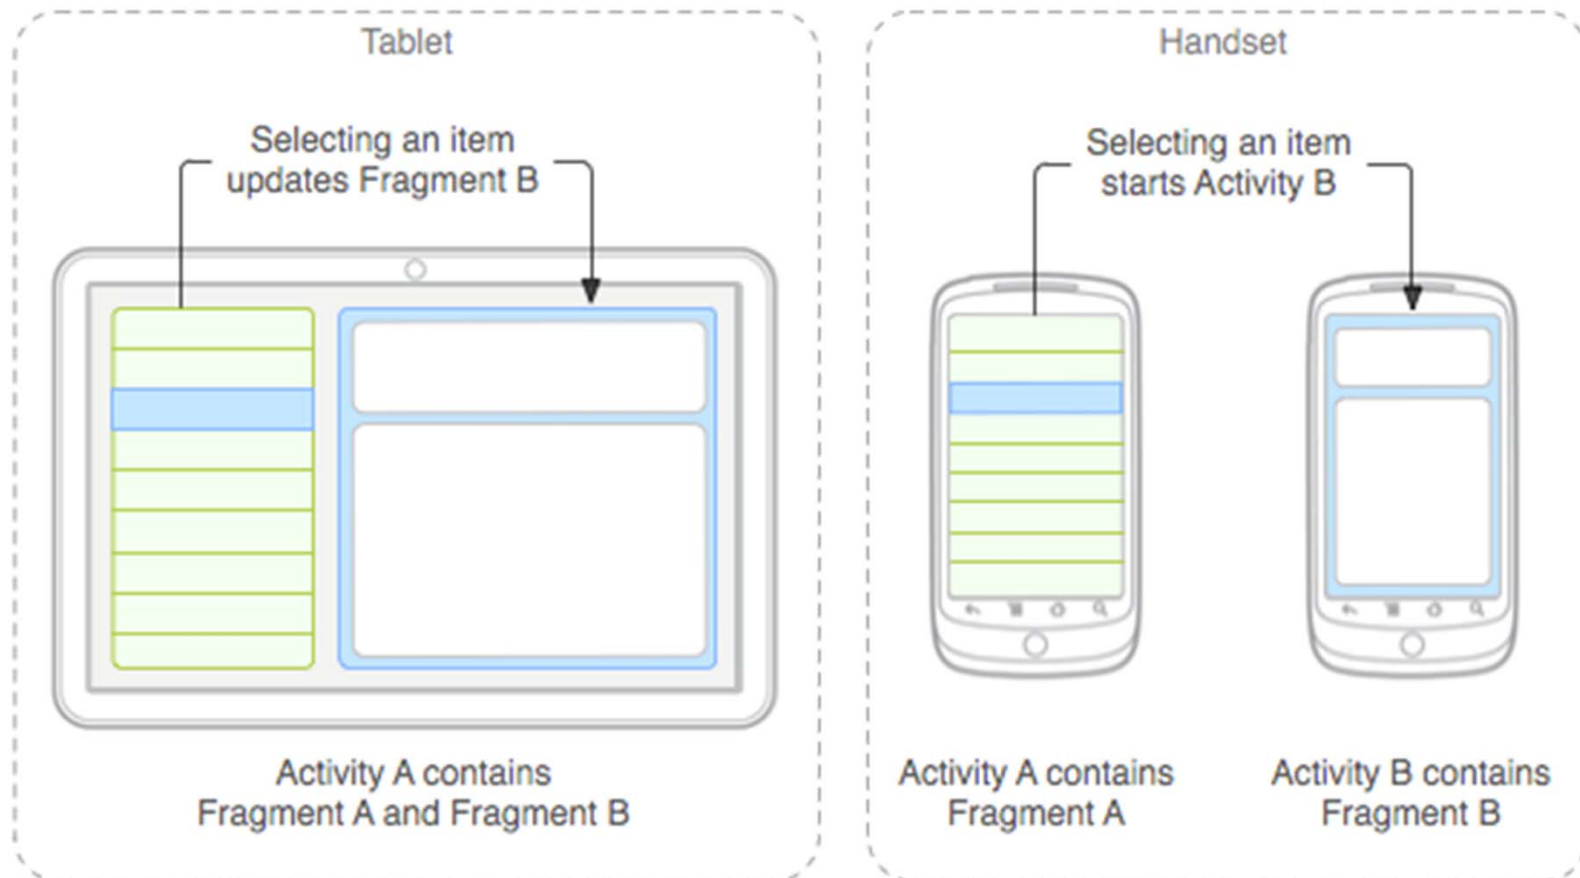 Tablet
Selecting an item
updates Fragment B
Activity A contains
Fragment A and Fragment B
Handset
Selecting an item
starts Activity B
Activity A contains
Fragment A
Activity B contains
Fragment B